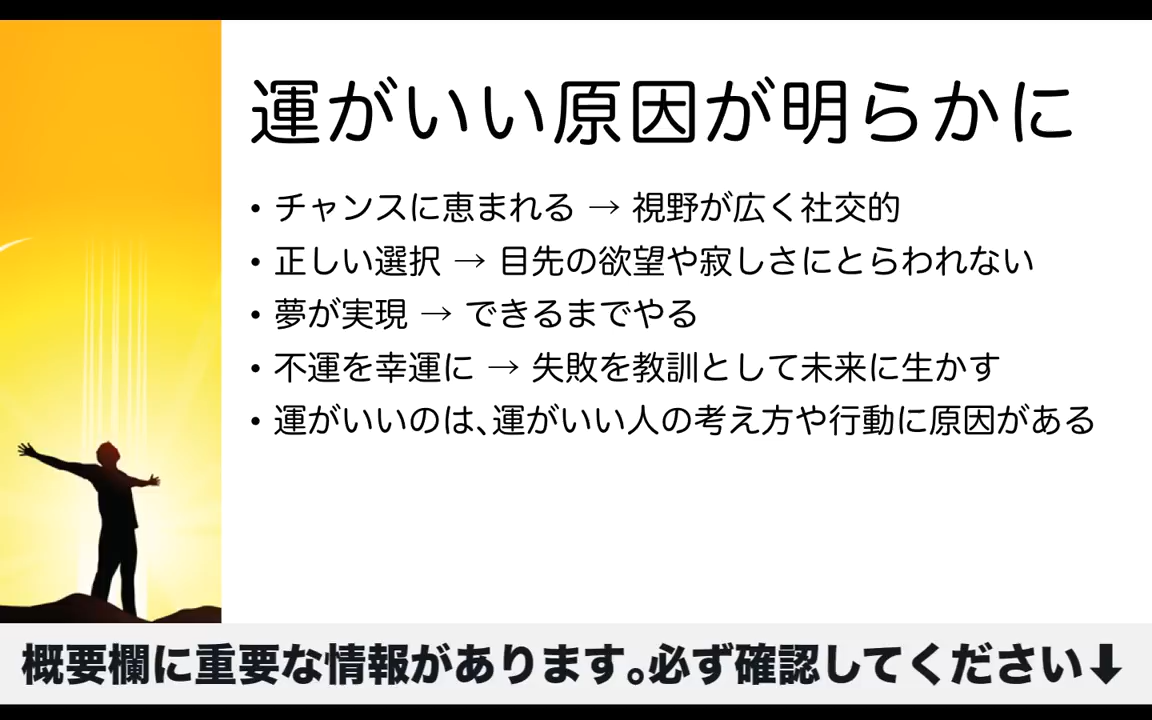 運がいい原因が明らかに
• チャンスに恵まれる → 視野が広く社交的
• 正しい選択 → 目先の欲望や寂しさにとらわれない
• 夢が実現 → できるまでやる
• 不運を幸運に → 失敗を教訓として未来に生かす
• 運がいいのは、運がいい人の考え方や行動に原因がある
概要欄に重要な情報があります。必ず確認してください↓